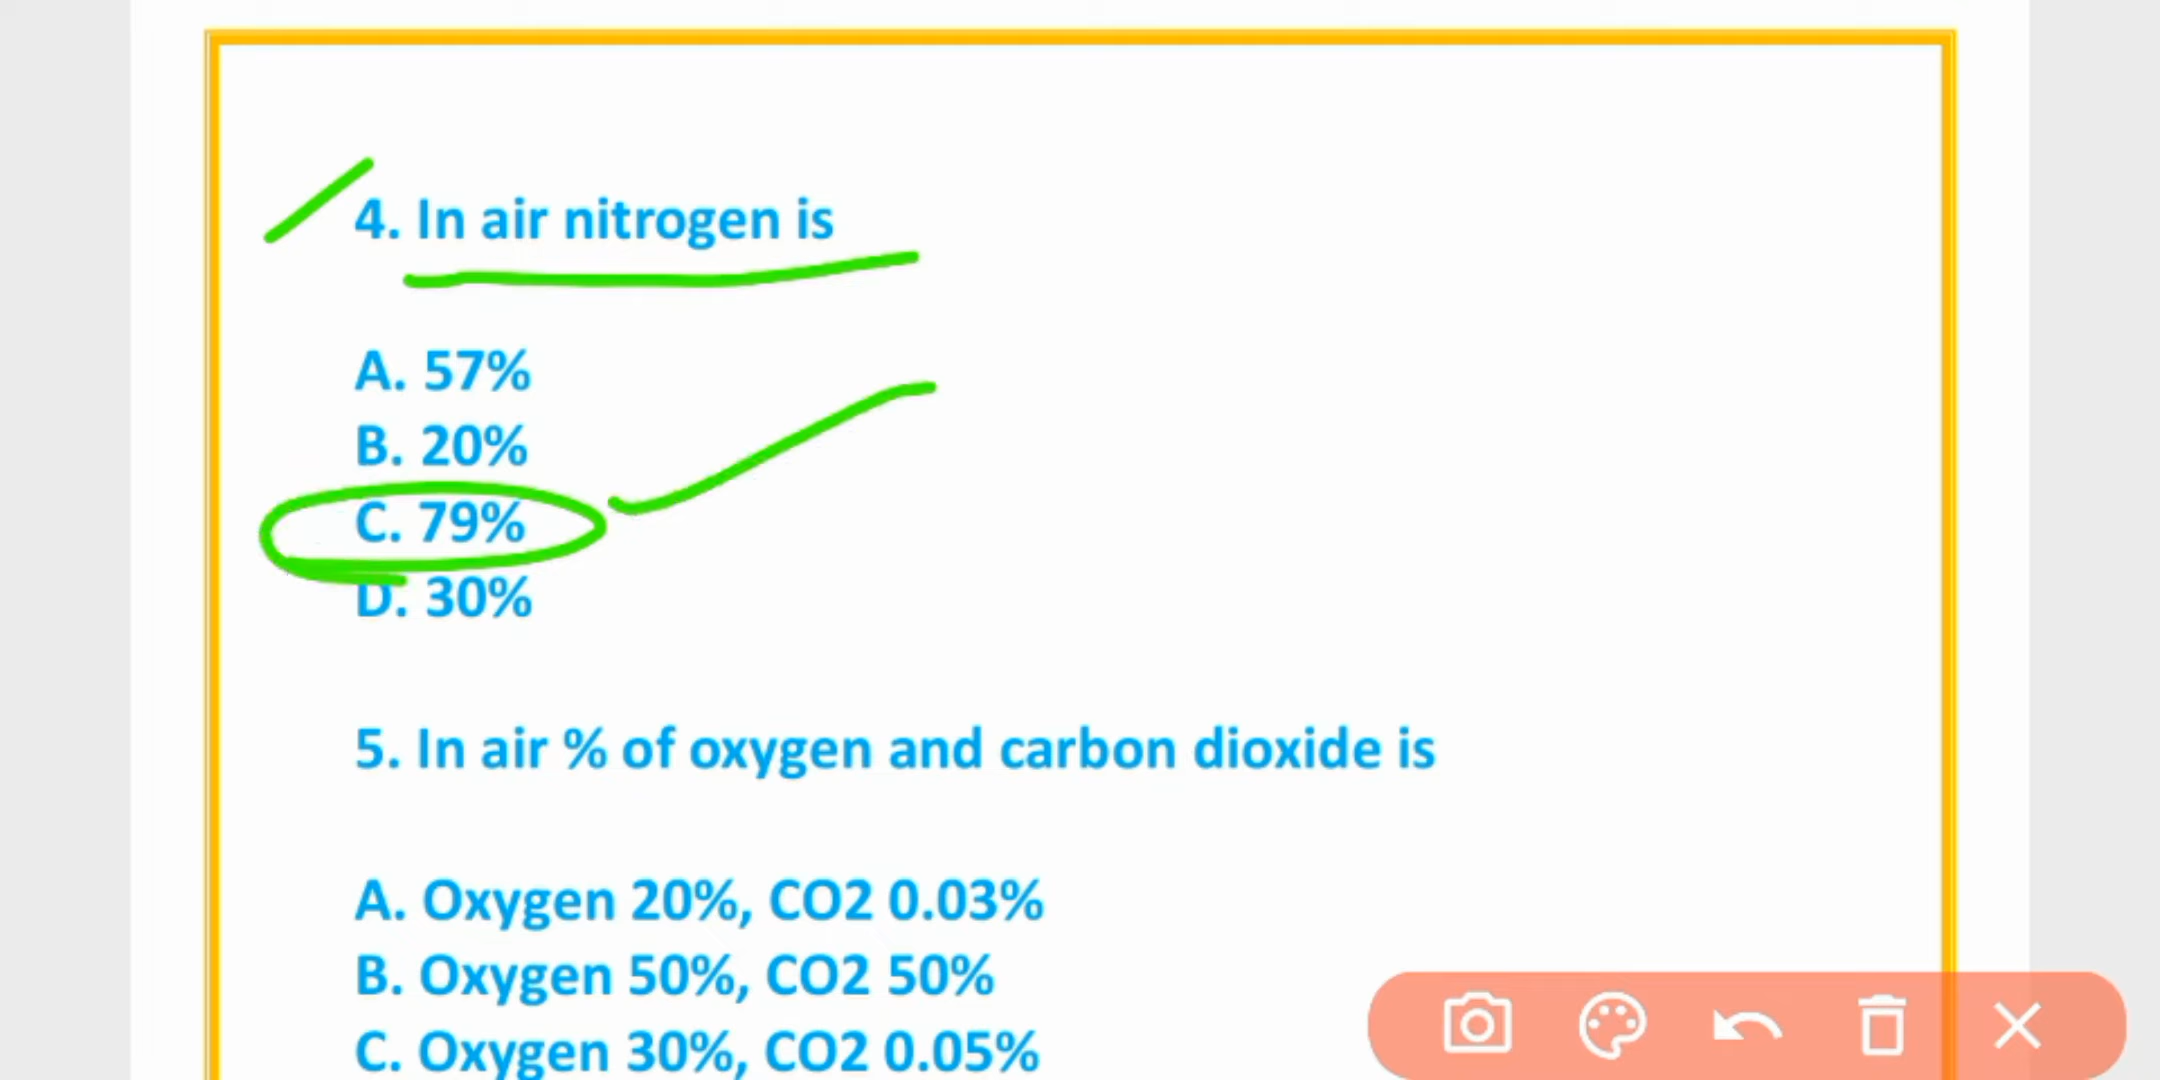 4. In air nitrogen is
A. 57%
B. 20%
C. 79%
D. 30%
5. In air % of oxygen and carbon dioxide is
A. Oxygen 20%, CO2 0.03%
B. Oxygen 50%, CO2 50%
C. Oxygen 30%, CO2 0.05%